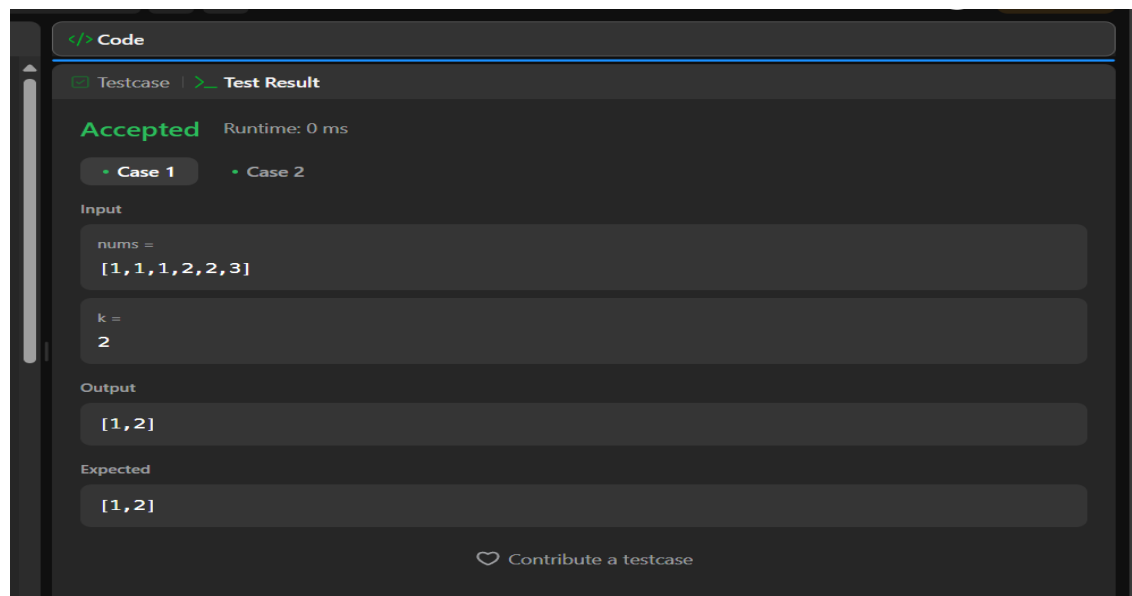 </> Code
Testcase | >_ Test Result
Accepted Runtime: 0 ms
• Case 1 • Case 2
Input
nums =
[1,1,1,2,2,3]
k =
2
Output
[1,2]
Expected
[1,2]
Contribute a testcase